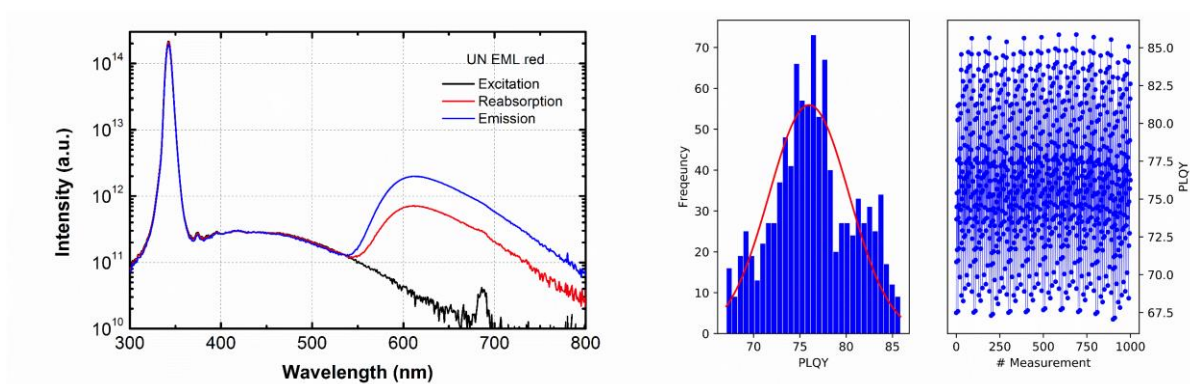 UN EML red
Excitation
Reabsorption
Emission
10^14
10^13
10^12
10^11
10^10
Intensity (a.u.)
300 400 500 600 700 800
Wavelength (nm)
70
60
50
40
30
20
10
0
Freqeuncy
70 75 80 85
PLQY
85.0
82.5
80.0
77.5
75.0
72.5
70.0
67.5
PLQY
0 250 500 750 1000
# Measurement